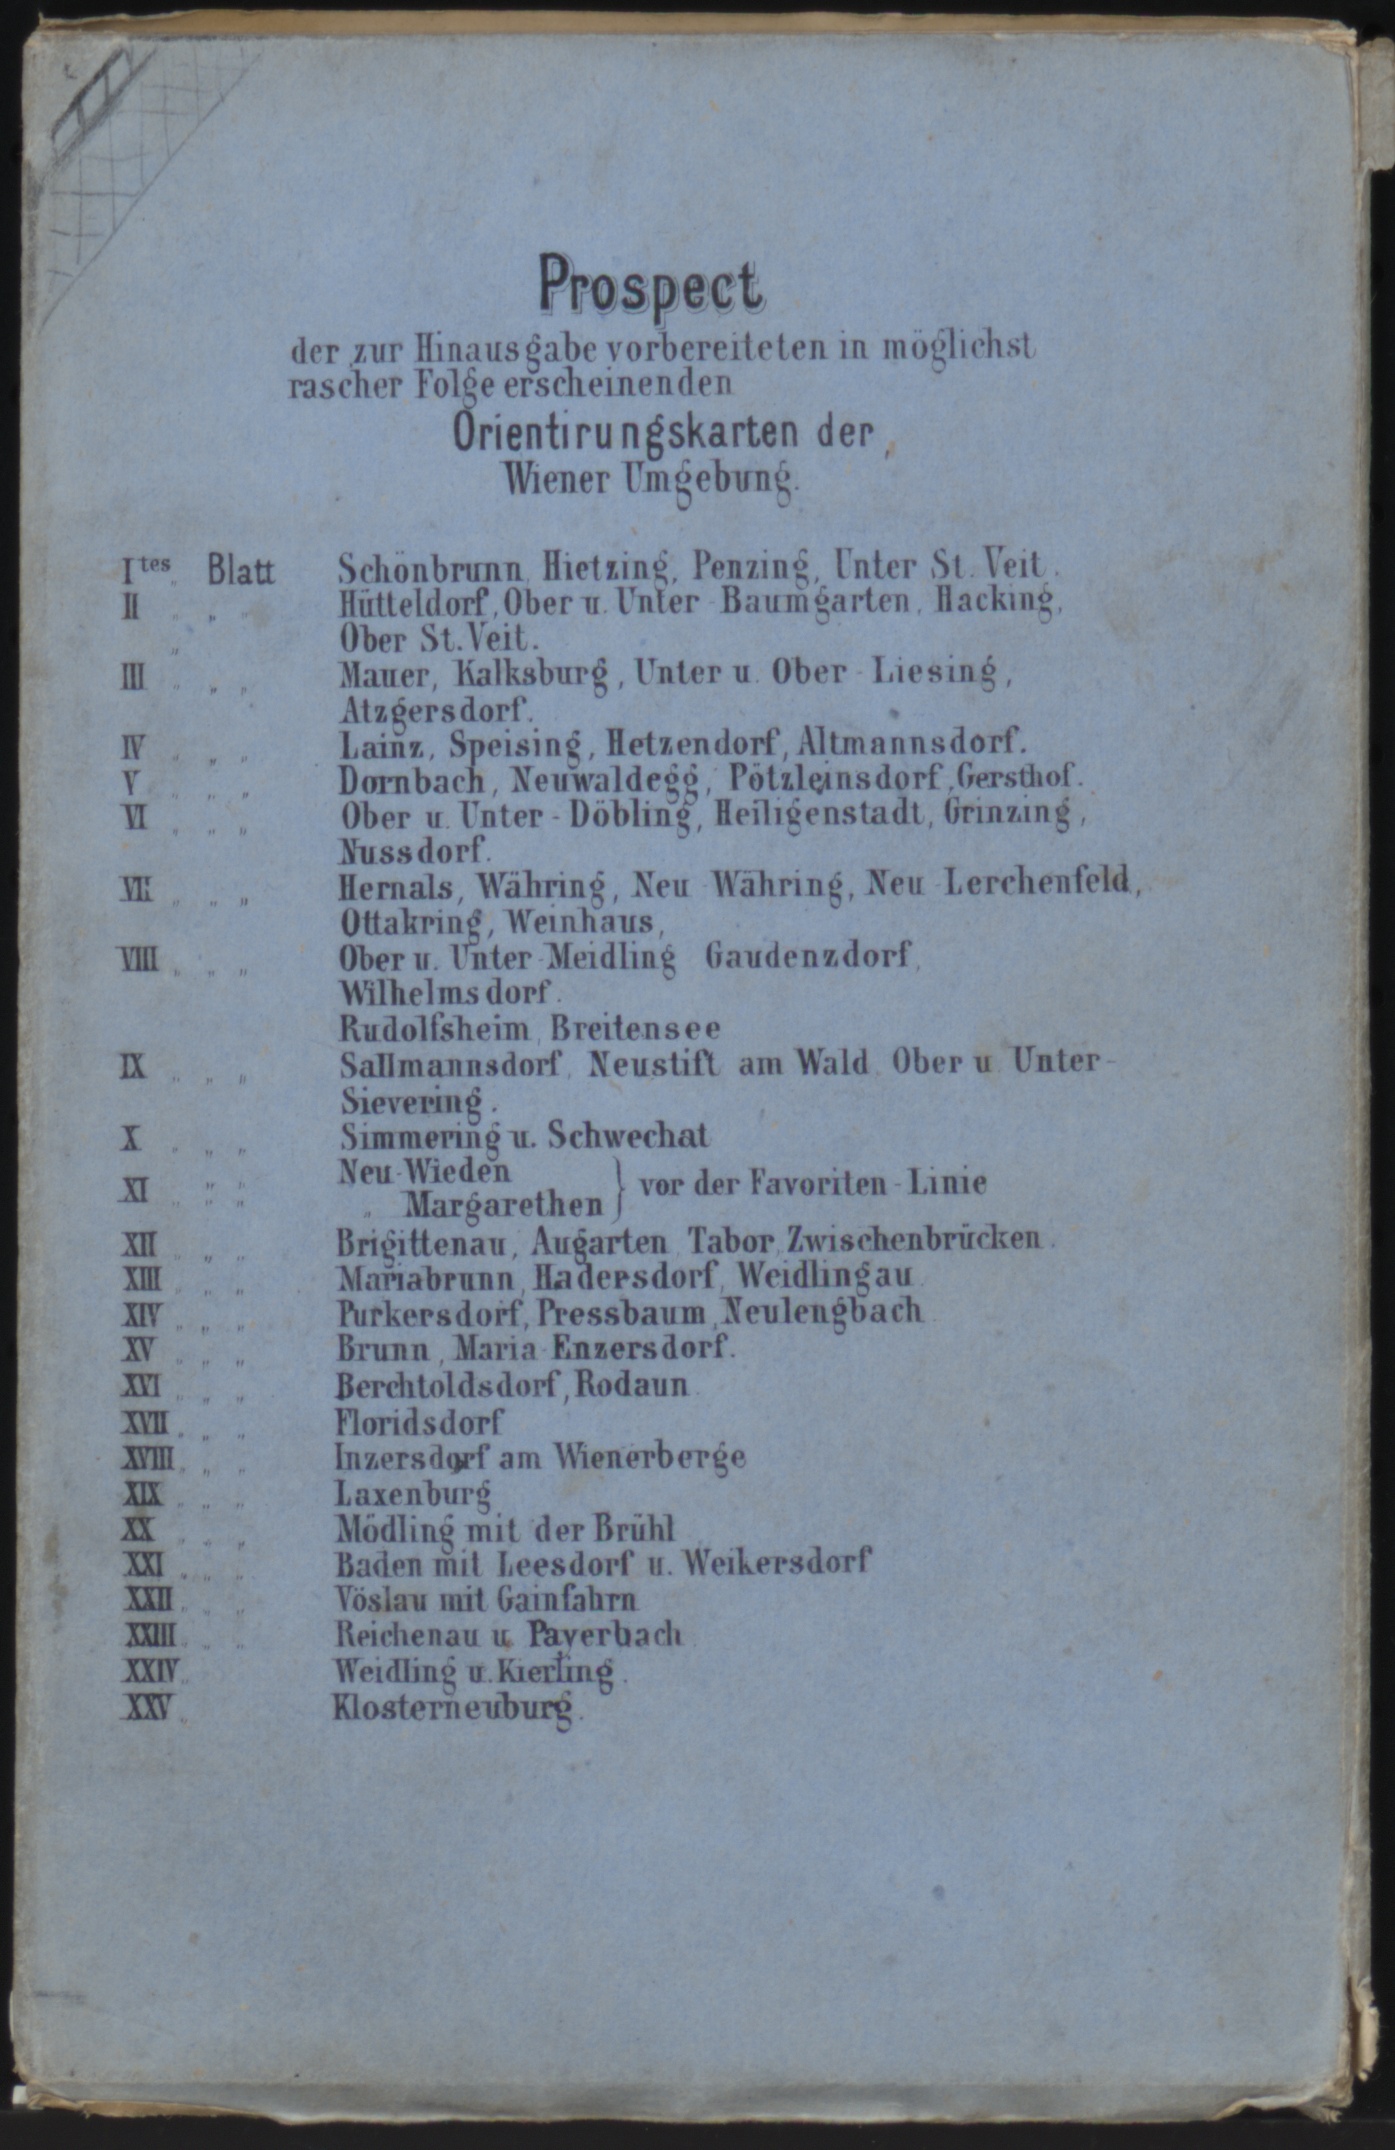 II
Prospect
der zur Hinausgabe vorbereiteten in möglichst
rascher Folge erscheinenden
Orientirungskarten der
Wiener Umgebung.
Ites Blatt Schönbrunn, Hietzing, Penzing, Unter St. Veit.
II " " " Hütteldorf, Ober u. Unter-Baumgarten, Hacking,
" Ober St. Veit.
III " " " Mauer, Kalksburg, Unter u. Ober-Liesing,
Atzgersdorf.
IV " " " Lainz, Speising, Hetzendorf, Altmannsdorf.
V " " " Dornbach, Neuwaldegg, Pötzleinsdorf, Gersthof.
VI " " " Ober u. Unter-Döbling, Heiligenstadt, Grinzing,
Nussdorf.
VII " " " Hernals, Währing, Neu-Währing, Neu-Lerchenfeld,
Ottakring, Weinhaus,
VIII " " " Ober u. Unter-Meidling Gaudenzdorf,
Wilhelmsdorf.
Rudolfsheim, Breitensee
IX " " " Sallmannsdorf, Neustift am Wald, Ober u Unter-
Sievering.
X " " " Simmering u. Schwechat
XI " " " Neu-Wieden
" Margarethen } vor der Favoriten-Linie
XII " " " Brigittenau, Augarten Tabor Zwischenbrücken.
XIII " " " Mariabrunn, Hadersdorf, Weidlingau
XIV " " " Purkersdorf, Pressbaum, Neulengbach
XV " " " Brunn, Maria-Enzersdorf.
XVI " " " Berchtoldsdorf, Rodaun
XVII " " " Floridsdorf
XVIII " " " Inzersdorf am Wienerberge
XIX " " " Laxenburg
XX " " " Mödling mit der Brühl
XXI " " " Baden mit Leesdorf u. Weikersdorf
XXII " " " Vöslau mit Gainfahrn
XXIII " " " Reichenau u. Payerbach
XXIV " Weidling u. Kierling.
XXV " Klosterneuburg.